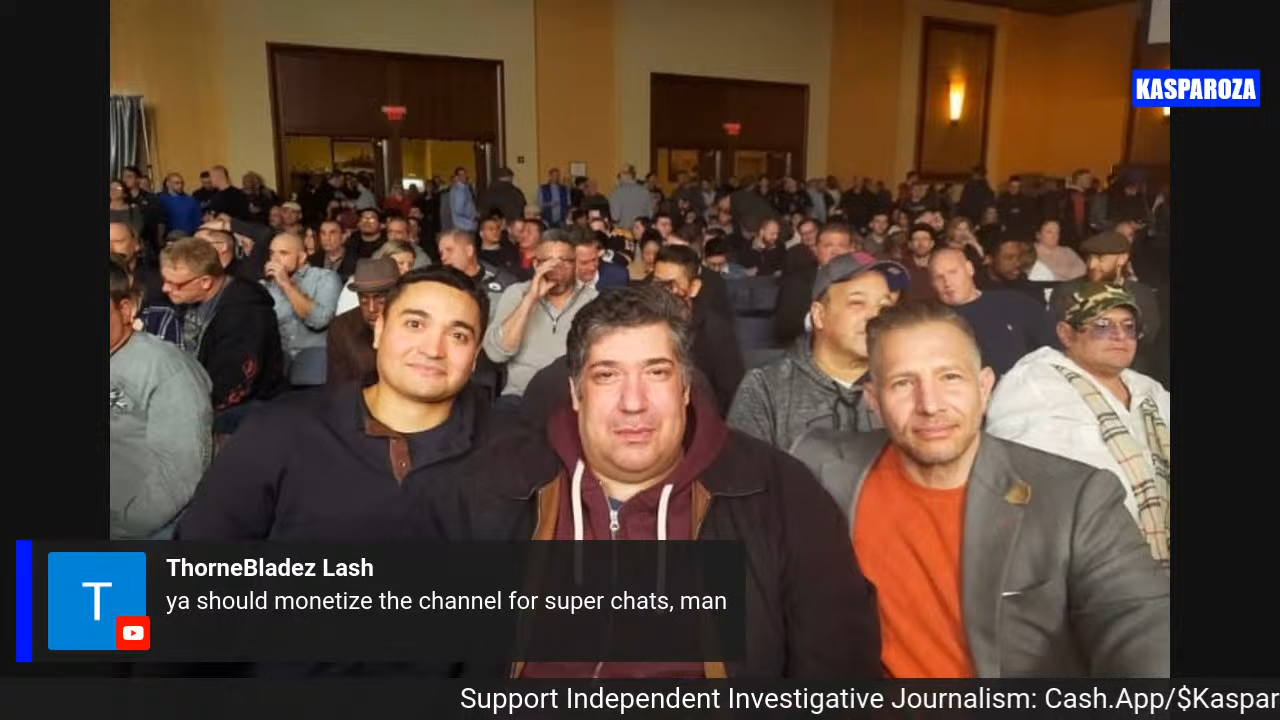 KASPAROZA
ThorneBladez Lash
T
ya should monetize the channel for super chats, man
Support Independent Investigative Journalism: Cash.App/$Kaspar